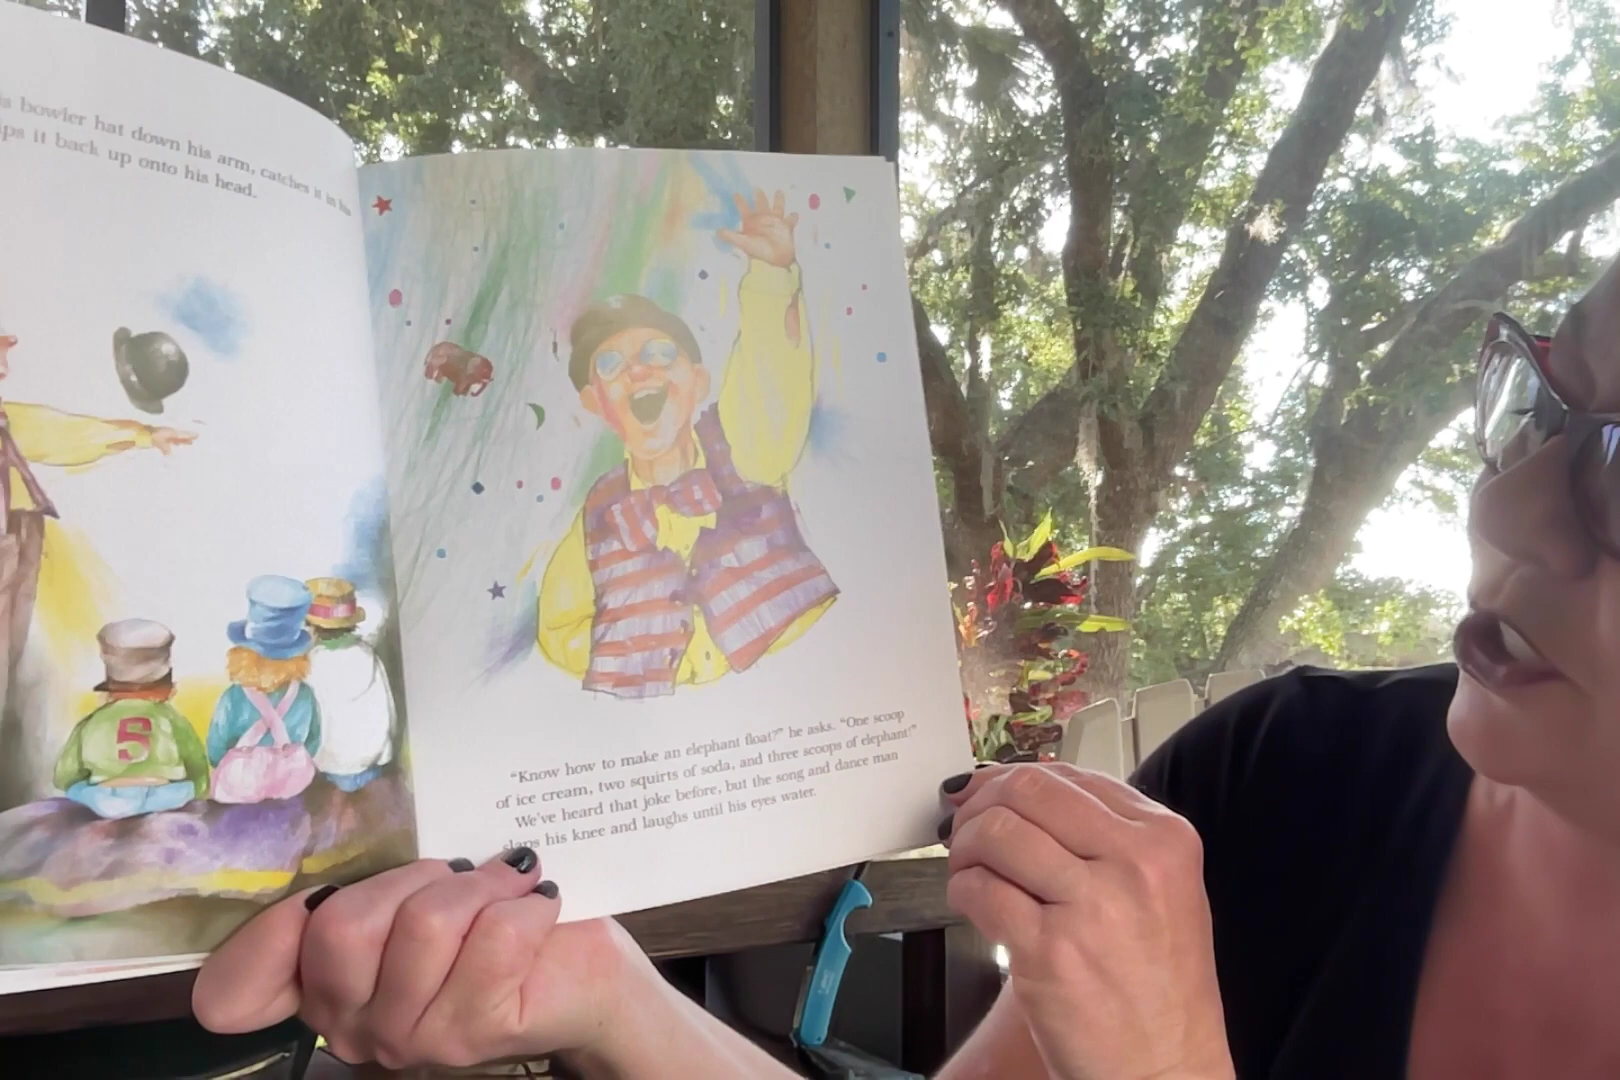 bowler hat down his arm, catches it in his
it back up onto his head.
S
"Know how to make an elephant float?" he asks. "One scoop
of ice cream, two squirts of soda, and three scoops of elephant!"
We've heard that joke before, but the song and dance man
slaps his knee and laughs until his eyes water.